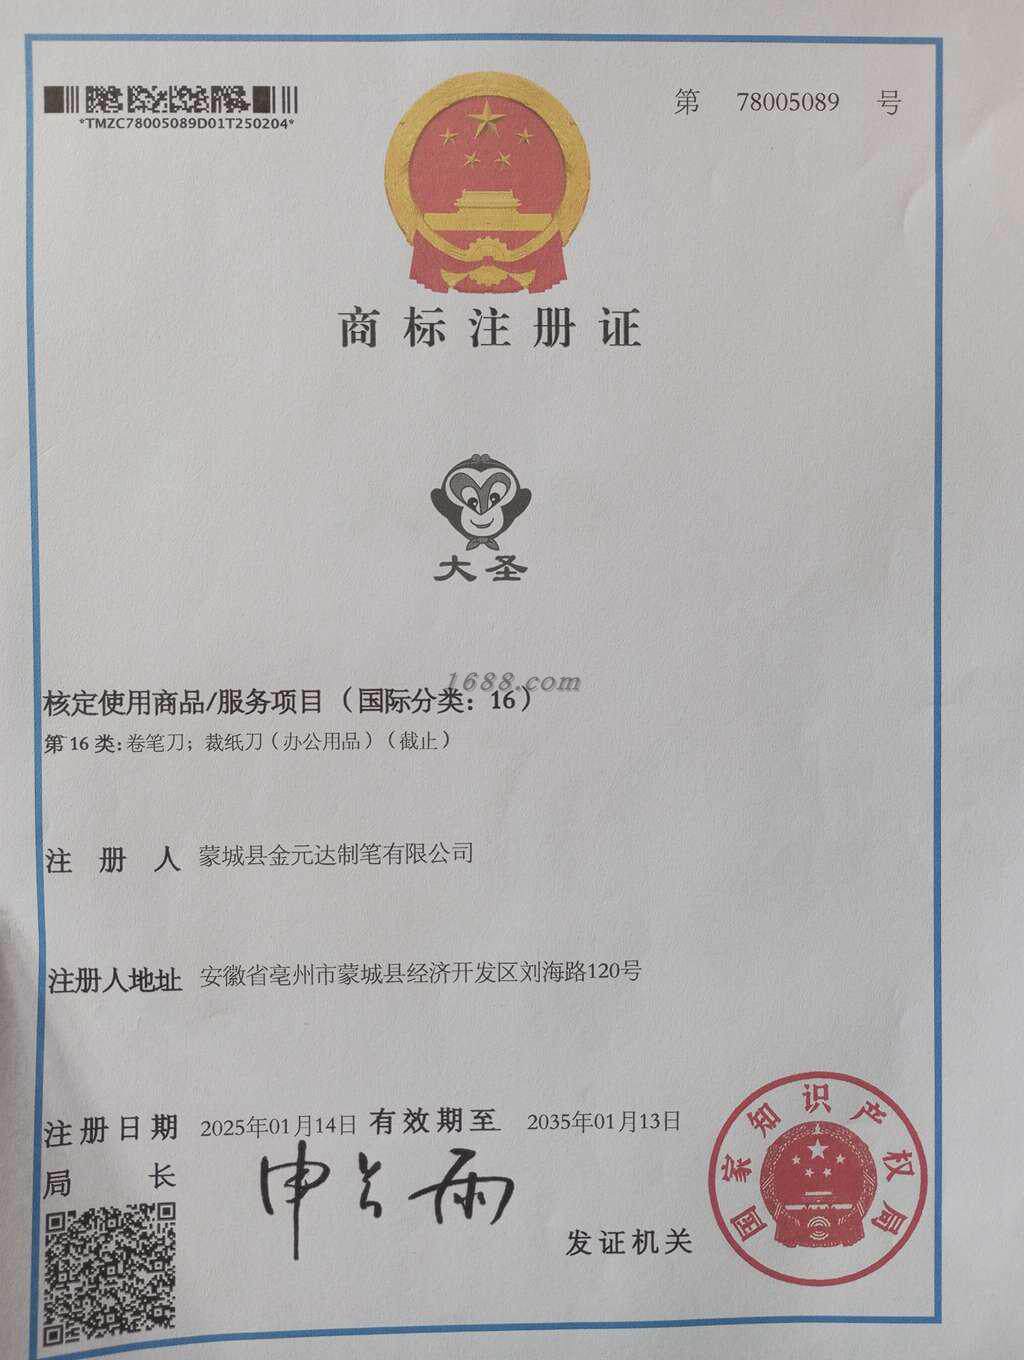 *TMZC78005089D01T250204*
第 78005089 号
商标注册证
大圣
1688.com
核定使用商品/服务项目（国际分类：16）
第 16 类: 卷笔刀；裁纸刀（办公用品）（截止）
注册人 蒙城县金元达制笔有限公司
注册人地址 安徽省亳州市蒙城县经济开发区刘海路120号
注册日期 2025年01月14日 有效期至 2035年01月13日
局长 申长雨
发证机关
国家知识产权局